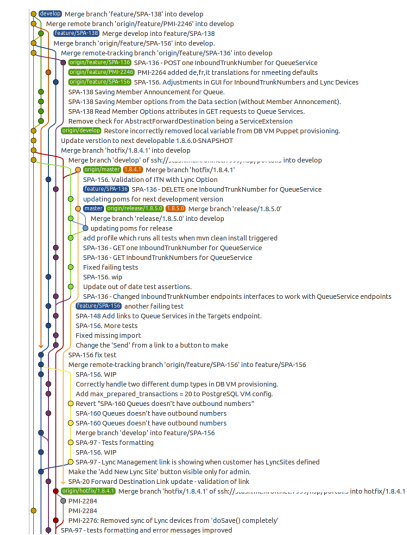 develop Merge branch 'feature/SPA-138' into develop
Merge remote branch 'origin/feature/PMI-2246' into develop
feature/SPA-138 Merge develop into feature/SPA-138
Merge branch 'feature/SPA-156' into develop.
Merge remote-tracking branch 'origin/feature/SPA-136' into develop
origin/feature/SPA-136 SPA-136 - POST one InboundTrunkNumber for QueueService
origin/feature/PMI-2246 PMI-2264 added de,fr,it translations for mmeeting defaults
origin/feature/SPA-156 SPA-156. Adjustments in GUI for InboundTrunkNumbers and Lync Devices
SPA-138 Saving Member Announcement for Queue.
SPA-138 Saving Member options from the Data section (without Member Announcement).
SPA-138 Read Member Options attributes in GET requests to Queue Services.
Remove check for AbstractForwardDestination being a ServiceExtension
origin/develop Restore incorrectly removed local variable from DB VM Puppet provisioning.
Update verstion to next developable 1.8.6.0-SNAPSHOT
Merge branch 'hotfix/1.8.4.1' into develop
Merge branch 'develop' of ssh:// into develop
origin/master 1.8.4.1 Merge branch 'hotfix/1.8.4.1'
SPA-156. Validation of ITN with Lync Option
feature/SPA-136 SPA-136 - DELETE one InboundTrunkNumber for QueueService
updating poms for next development version
master origin/release/1.8.5.0 1.8.5.0 Merge branch 'release/1.8.5.0'
Merge branch 'release/1.8.5.0' into develop
updating poms for release
add profile which runs all tests when mvn clean install triggered
SPA-136 - GET one InboundTrunkNumber for QueueService
SPA-136 - GET InboundTrunkNumbers for QueueService
Fixed failing tests
SPA-156. wip
Update out of date test assertions.
SPA-136 - Changed InboundTrunkNumber endpoints interfaces to work with QueueService endpoints
feature/SPA-156 another failing test
SPA-148 Add links to Queue Services in the Targets endpoint.
SPA-156. More tests
Fixed missing import
Change the 'Send' from a link to a button to make
SPA-156 fix test
Merge remote-tracking branch 'origin/feature/SPA-156' into feature/SPA-156
SPA-156. WIP
Correctly handle two different dump types in DB VM provisioning.
Add max_prepared_transactions = 20 to PostgreSQL VM config.
Revert "SPA-160 Queues doesn't have outbound numbers"
SPA-160 Queues doesn't have outbound numbers
SPA-160 Queues doesn't have outbound numbers
Merge branch 'develop' into feature/SPA-156
SPA-97 - Tests formatting
SPA-156. WIP
SPA-97 - Lync Management link is showing when customer has LyncSites defined
Make the 'Add New Lync Site' button visible only for admin.
SPA-20 Forward Destination Link update - validation of link
origin/hotfix/1.8.4.1 Merge branch 'hotfix/1.8.4.1' of ssh:// into hotfix/1.8.4.1
PMI-2284
PMI-2284
PMI-2276: Removed sync of Lync devices from 'doSave() completely'
SPA-97 - tests formatting and error messages improved